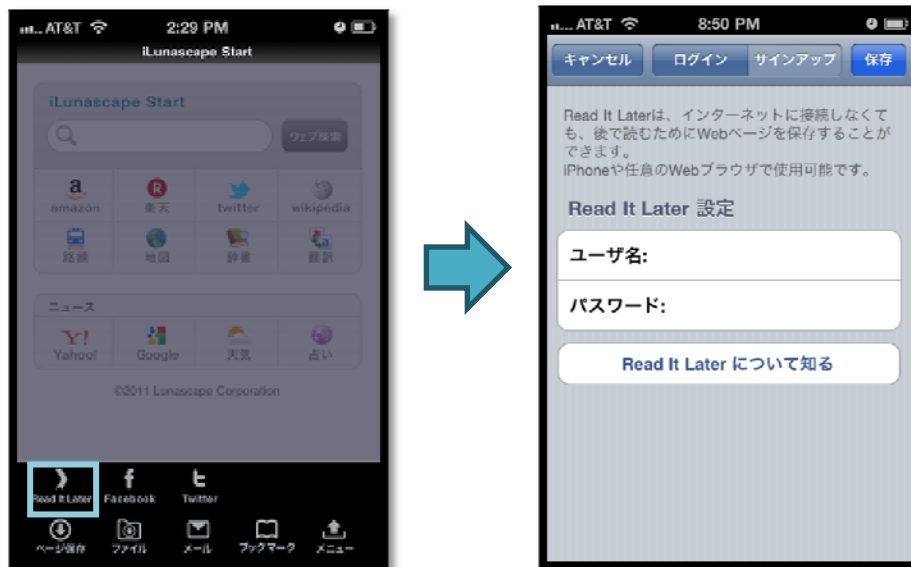 AT&T 2:29 PM
iLunascape Start
iLunascape Start
ウェブ検索
amazon 楽天 twitter wikipedia
路線 地図 辞書 翻訳
ニュース
Yahoo! Google 天気 占い
©2011 Lunascape Corporation
Read It Later Facebook Twitter
ページ保存 ファイル メール ブックマーク メニュー
AT&T 8:50 PM
キャンセル ログイン サインアップ 保存
Read It Laterは、インターネットに接続しなくて
も、後で読むためにWebページを保存することが
できます。
iPhoneや任意のWebブラウザで使用可能です。
Read It Later 設定
ユーザ名:
パスワード:
Read It Later について知る